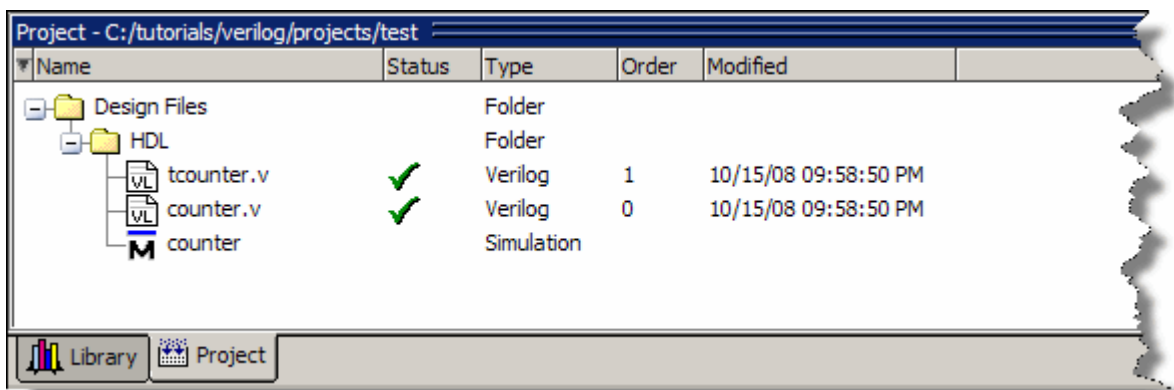 Project - C:/tutorials/verilog/projects/test
Name Status Type Order Modified
Design Files Folder
HDL Folder
VL tcounter.v Verilog 1 10/15/08 09:58:50 PM
VL counter.v Verilog 0 10/15/08 09:58:50 PM
M counter Simulation
Library Project